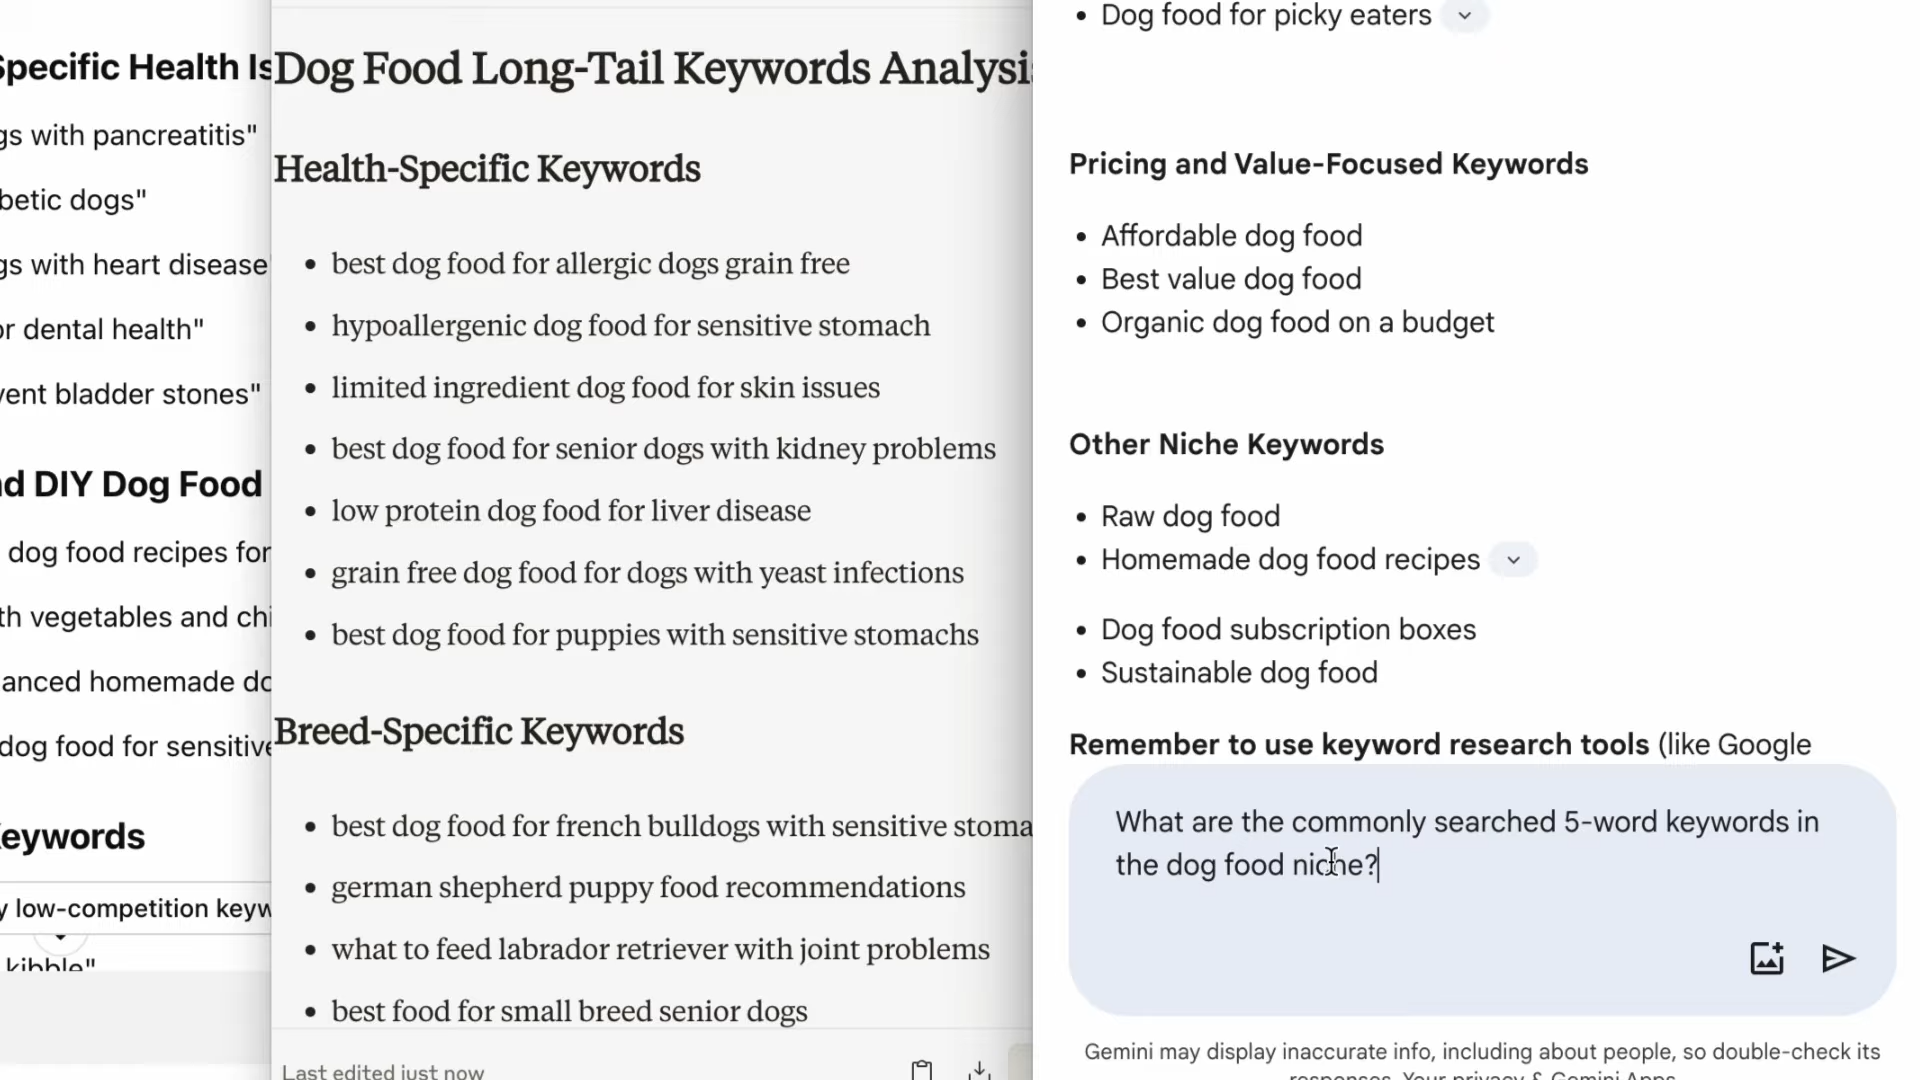 Specific Health Is
gs with pancreatitis"
betic dogs"
gs with heart disease
or dental health"
vent bladder stones"
nd DIY Dog Food
dog food recipes for
th vegetables and chi
anced homemade do
dog food for sensitive
Keywords
y low-competition keyw
kibble"
Dog Food Long-Tail Keywords Analysis
Health-Specific Keywords
• best dog food for allergic dogs grain free
• hypoallergenic dog food for sensitive stomach
• limited ingredient dog food for skin issues
• best dog food for senior dogs with kidney problems
• low protein dog food for liver disease
• grain free dog food for dogs with yeast infections
• best dog food for puppies with sensitive stomachs
Breed-Specific Keywords
• best dog food for french bulldogs with sensitive stoma
• german shepherd puppy food recommendations
• what to feed labrador retriever with joint problems
• best food for small breed senior dogs
Last edited just now
• Dog food for picky eaters
Pricing and Value-Focused Keywords
• Affordable dog food
• Best value dog food
• Organic dog food on a budget
Other Niche Keywords
• Raw dog food
• Homemade dog food recipes
• Dog food subscription boxes
• Sustainable dog food
Remember to use keyword research tools (like Google
What are the commonly searched 5-word keywords in
the dog food niche?
Gemini may display inaccurate info, including about people, so double-check its
responses. Your privacy & Gemini Apps